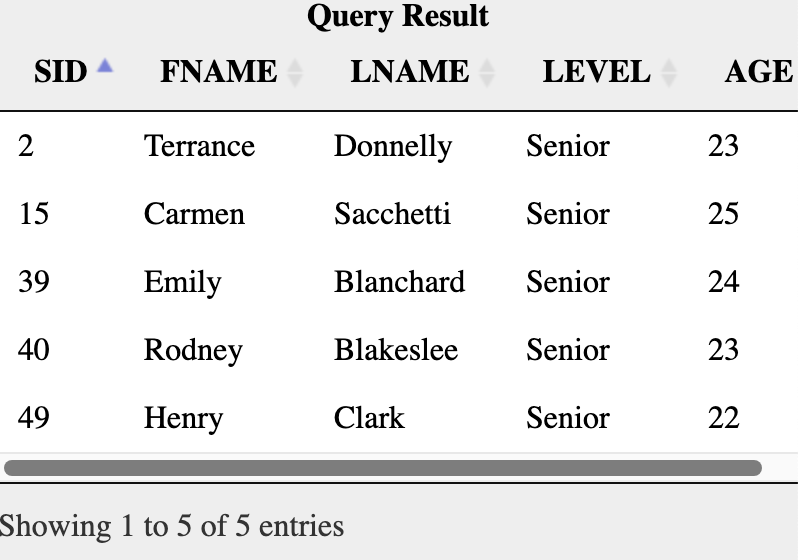 Query Result
SID FNAME LNAME LEVEL AGE
2 Terrance Donnelly Senior 23
15 Carmen Sacchetti Senior 25
39 Emily Blanchard Senior 24
40 Rodney Blakeslee Senior 23
49 Henry Clark Senior 22
Showing 1 to 5 of 5 entries